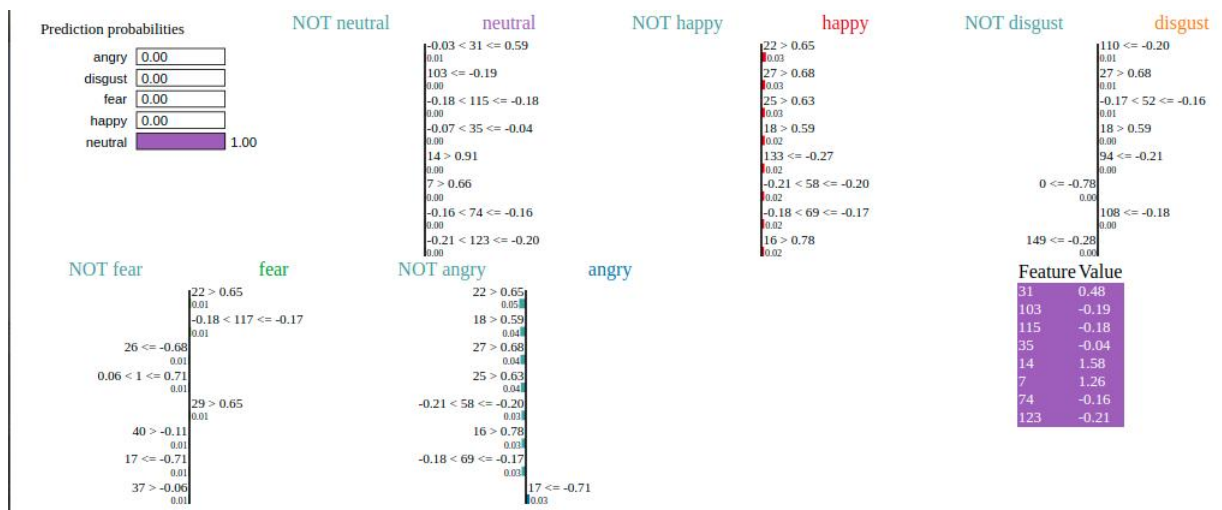 Prediction probabilities
angry 0.00
disgust 0.00
fear 0.00
happy 0.00
neutral 1.00
NOT neutral neutral
-0.03 < 31 <= 0.59
0.01
103 <= -0.19
0.00
-0.18 < 115 <= -0.18
0.00
-0.07 < 35 <= -0.04
0.00
14 > 0.91
0.00
7 > 0.66
0.00
-0.16 < 74 <= -0.16
0.00
-0.21 < 123 <= -0.20
0.00
NOT happy happy
22 > 0.65
0.03
27 > 0.68
0.03
25 > 0.63
0.03
18 > 0.59
0.02
133 <= -0.27
0.02
-0.21 < 58 <= -0.20
0.02
-0.18 < 69 <= -0.17
0.02
16 > 0.78
0.02
NOT disgust disgust
110 <= -0.20
0.01
27 > 0.68
0.01
-0.17 < 52 <= -0.16
0.01
18 > 0.59
0.00
94 <= -0.21
0.00
0 <= -0.78
0.00
108 <= -0.18
0.00
149 <= -0.28
0.00
NOT fear fear
22 > 0.65
0.01
-0.18 < 117 <= -0.17
0.01
26 <= -0.68
0.01
0.06 < 1 <= 0.71
0.01
29 > 0.65
0.01
40 > -0.11
0.01
17 <= -0.71
0.01
37 > -0.06
0.01
NOT angry angry
22 > 0.65
0.05
18 > 0.59
0.04
27 > 0.68
0.04
25 > 0.63
0.04
-0.21 < 58 <= -0.20
0.03
16 > 0.78
0.03
-0.18 < 69 <= -0.17
0.03
17 <= -0.71
0.03
Feature Value
31 0.48
103 -0.19
115 -0.18
35 -0.04
14 1.58
7 1.26
74 -0.16
123 -0.21